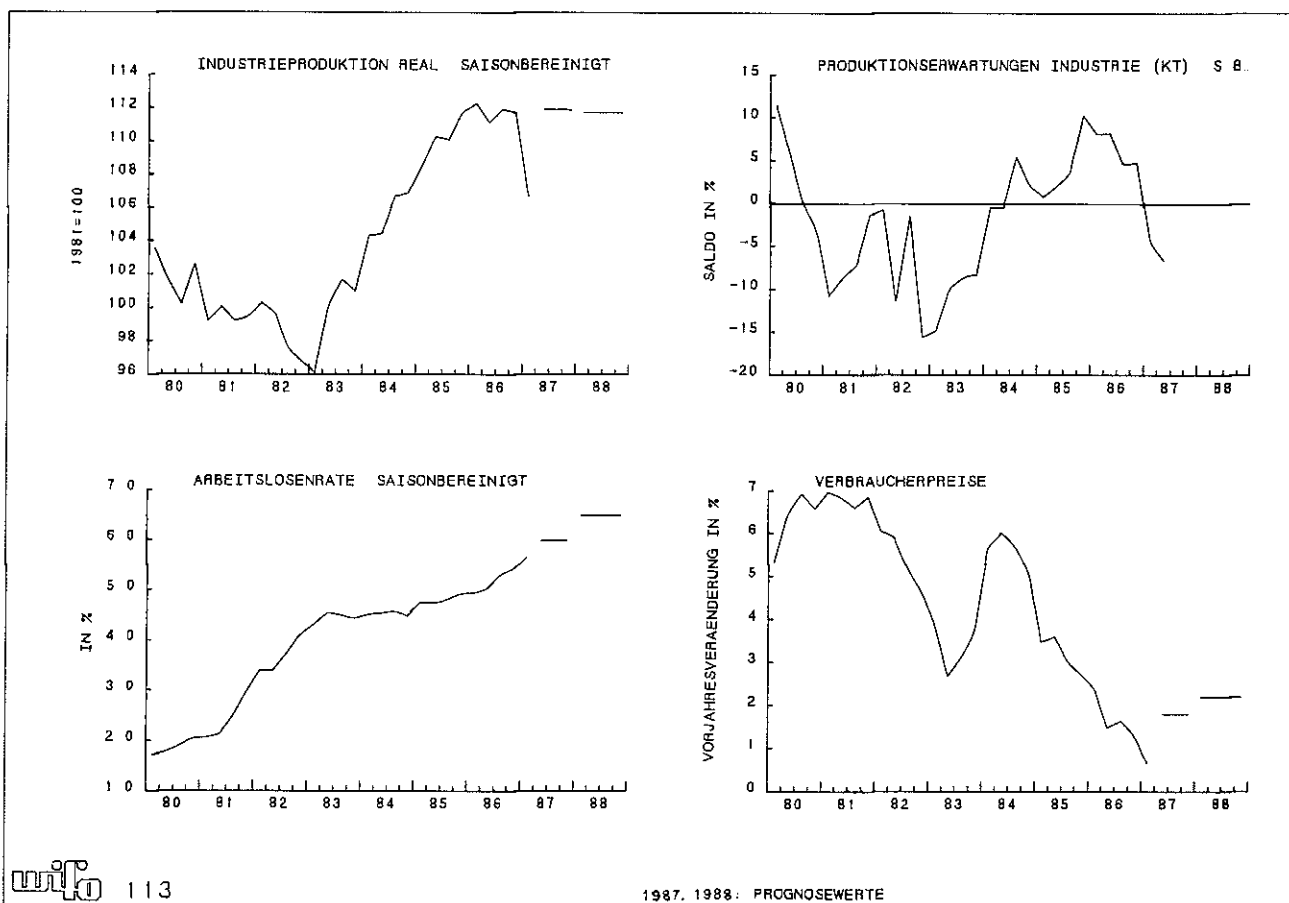 INDUSTRIEPRODUKTION REAL SAISONBEREINIGT
1981=100
114
112
110
108
106
104
102
100
98
96
80 81 82 83 84 85 86 87 88
PRODUKTIONSERWARTUNGEN INDUSTRIE (KT) S B.
SALDO IN %
15
10
5
0
-5
-10
-15
-20
80 81 82 83 84 85 86 87 88
ARBEITSLOSENRATE SAISONBEREINIGT
IN %
7 0
6 0
5 0
4 0
3 0
2 0
1 0
80 81 82 83 84 85 86 87 88
VERBRAUCHERPREISE
VORJAHRESVERAENDERUNG IN %
7
6
5
4
3
2
1
0
80 81 82 83 84 85 86 87 88
wifo 113
1987, 1988: PROGNOSEWERTE